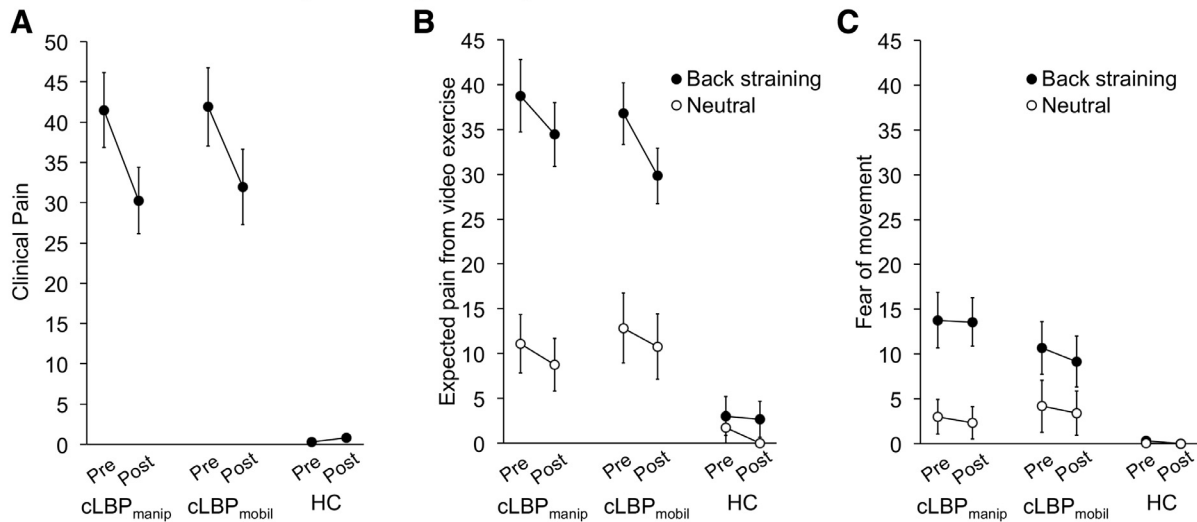 A
Clinical Pain
50
45
40
35
30
25
20
15
10
5
0
Pre Post Pre Post Pre Post
cLBPmanip cLBPmobil HC
B
Expected pain from video exercise
45
40
35
30
25
20
15
10
5
0
Back straining
Neutral
Pre Post Pre Post Pre Post
cLBPmanip cLBPmobil HC
C
Fear of movement
45
40
35
30
25
20
15
10
5
0
Back straining
Neutral
Pre Post Pre Post Pre Post
cLBPmanip cLBPmobil HC